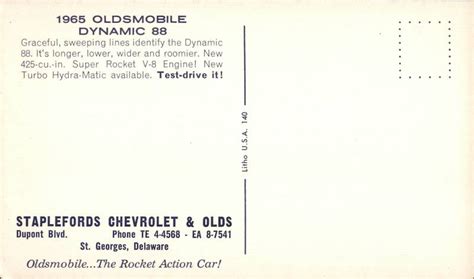 1965 OLDSMOBILE
DYNAMIC 88
Graceful, sweeping lines identify the Dynamic
88. It's longer, lower, wider and roomier. New
425-cu.-in. Super Rocket V-8 Engine! New
Turbo Hydra-Matic available. Test-drive it!
Litho U.S.A. 140
STAPLEFORDS CHEVROLET & OLDS
Dupont Blvd. Phone TE 4-4568 - EA 8-7541
St. Georges, Delaware
Oldsmobile...The Rocket Action Car!